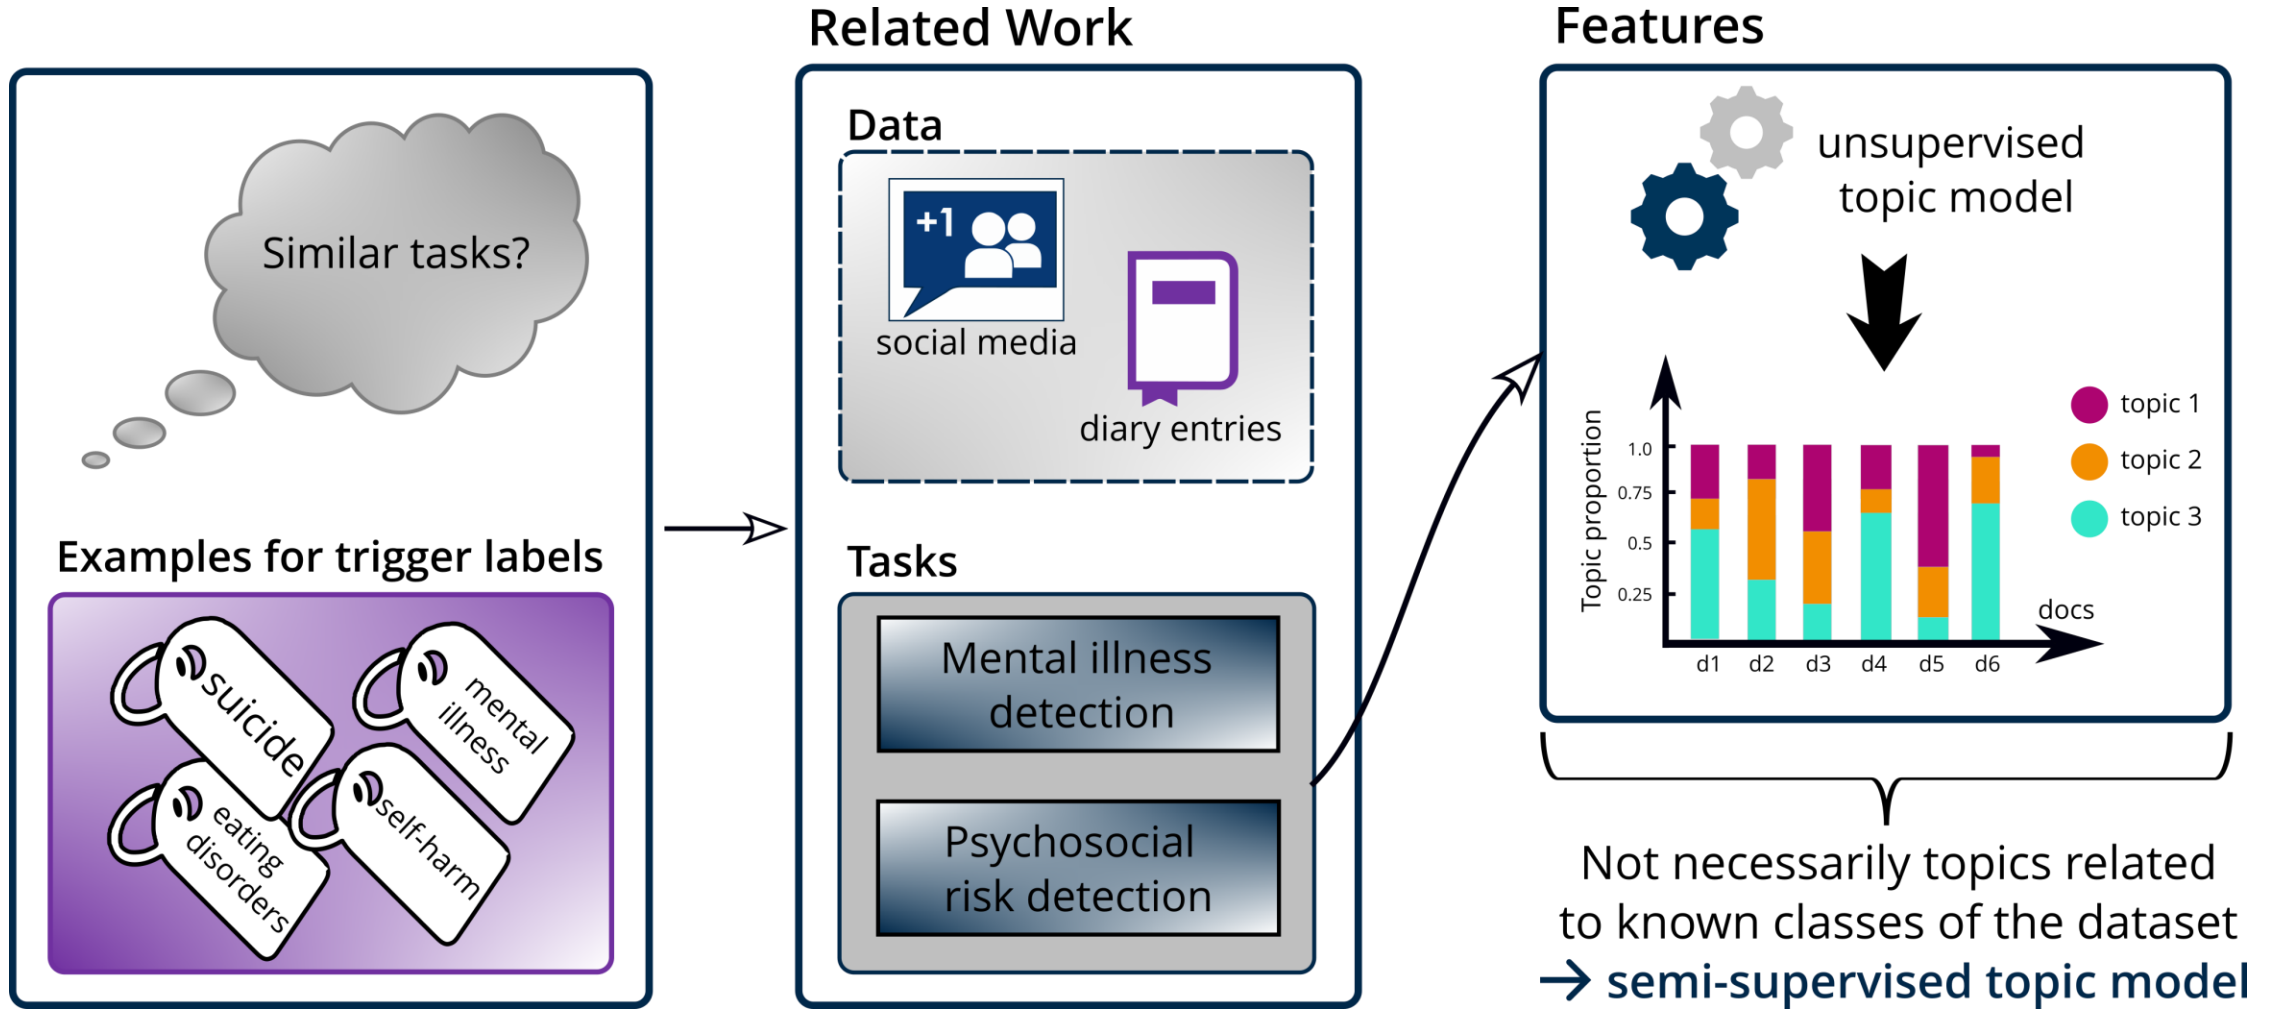 Similar tasks?
Examples for trigger labels
suicide
mental
illness
eating
disorders
self-harm
Related Work
Data
+1
social media
diary entries
Tasks
Mental illness
detection
Psychosocial
risk detection
Features
unsupervised
topic model
topic 1
topic 2
topic 3
Topic proportion
1.0
0.75
0.5
0.25
docs
d1 d2 d3 d4 d5 d6
Not necessarily topics related
to known classes of the dataset
→ semi-supervised topic model